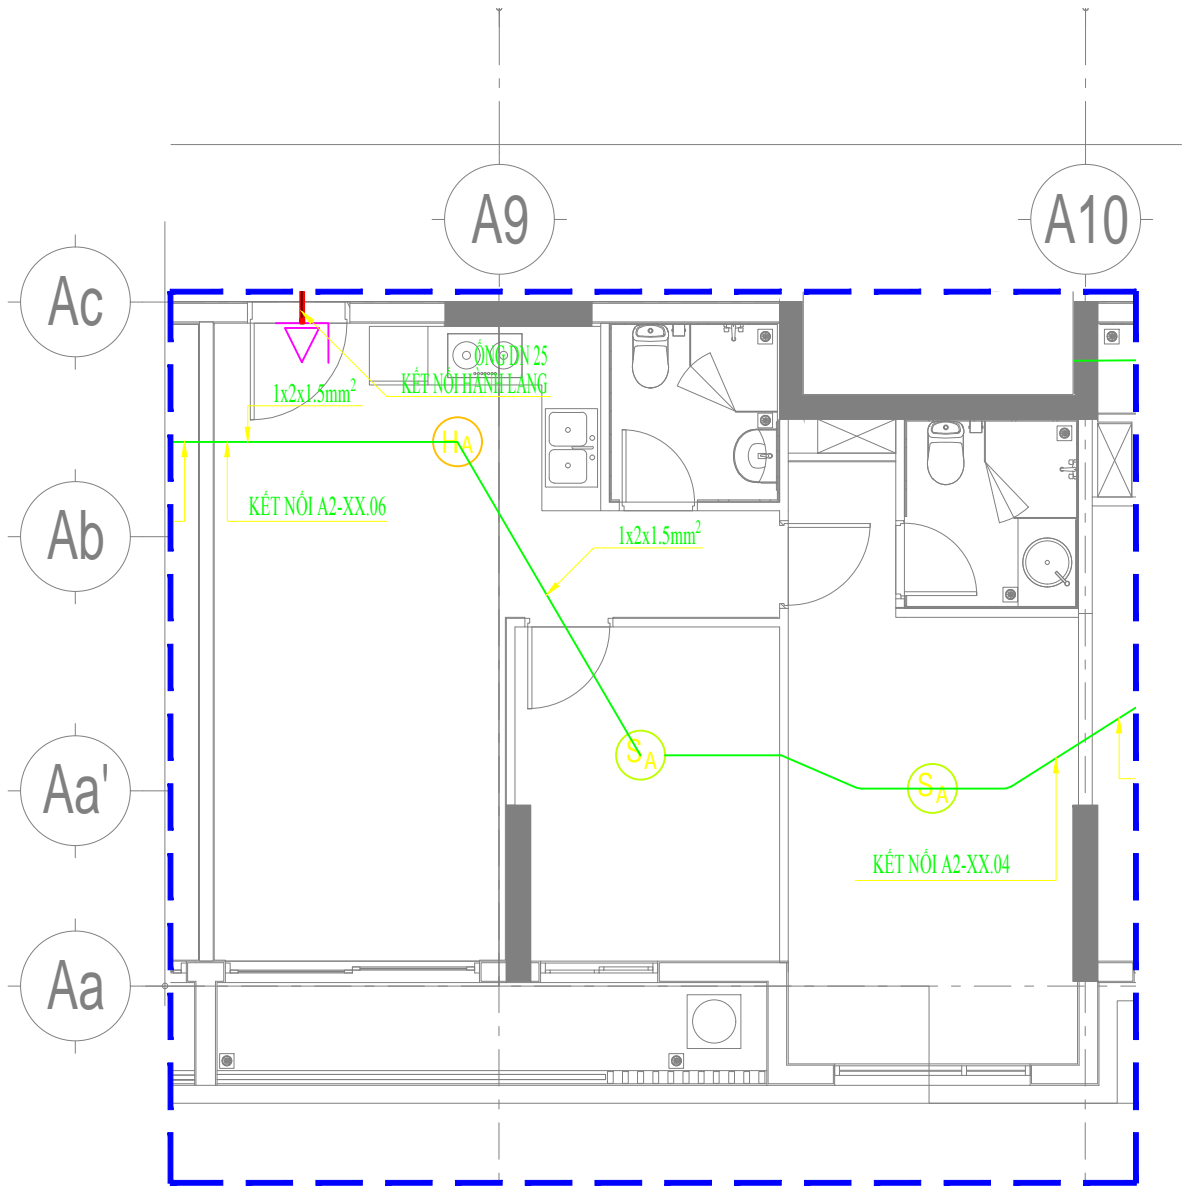 A9
A10
Ac
ỐNG DN 25
KẾT NỐI HÀNH LANG
1x2x1.5mm²
HA
KẾT NỐI A2-XX.06
Ab
1x2x1.5mm²
SA
Aa'
SA
KẾT NỐI A2-XX.04
Aa